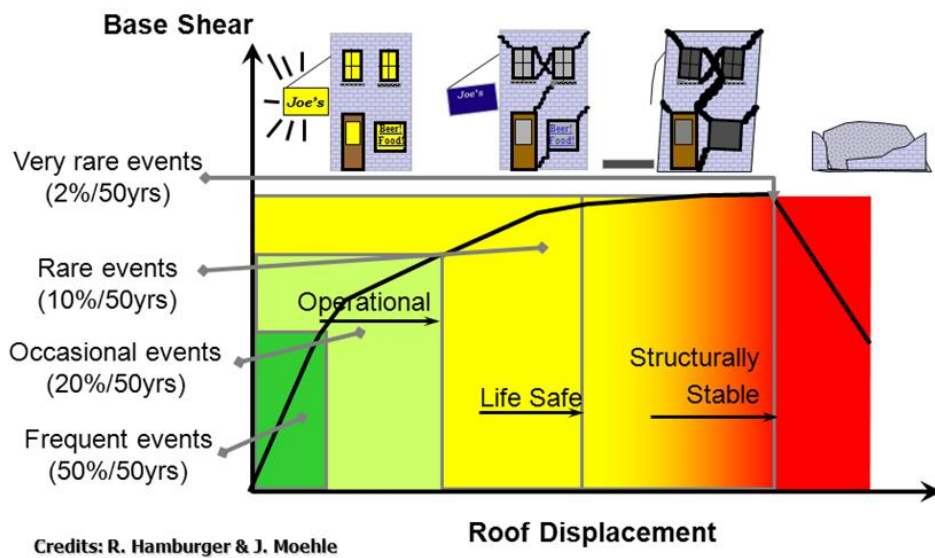 Base Shear
Joe's
Beer!
Food!
Joe's
Beer!
Food!
Very rare events
(2%/50yrs)
Rare events
(10%/50yrs)
Operational
Occasional events
(20%/50yrs)
Structurally
Stable
Life Safe
Frequent events
(50%/50yrs)
Roof Displacement
Credits: R. Hamburger & J. Moehle